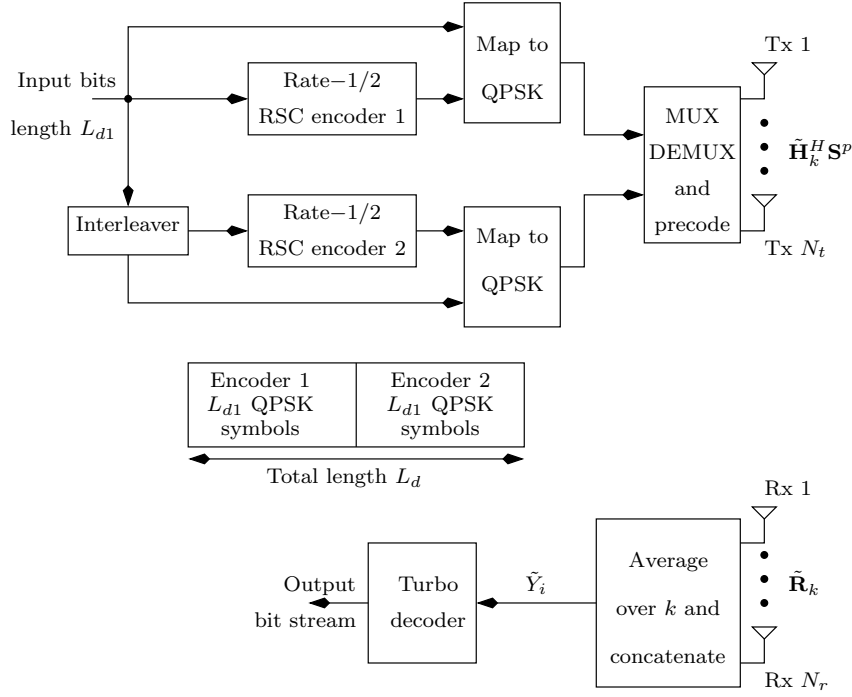 Input bits
length L_{d1}
Rate−1/2
RSC encoder 1
Map to
QPSK
Interleaver
Rate−1/2
RSC encoder 2
Map to
QPSK
MUX
DEMUX
and
precode
Tx 1
$\tilde{\mathbf{H}}_k^H \mathbf{S}^p$
Tx N_t
Encoder 1
L_{d1} QPSK
symbols
Encoder 2
L_{d1} QPSK
symbols
Total length L_d
Output
bit stream
Turbo
decoder
$\tilde{Y}_i$
Average
over k and
concatenate
Rx 1
$\tilde{\mathbf{R}}_k$
Rx N_r